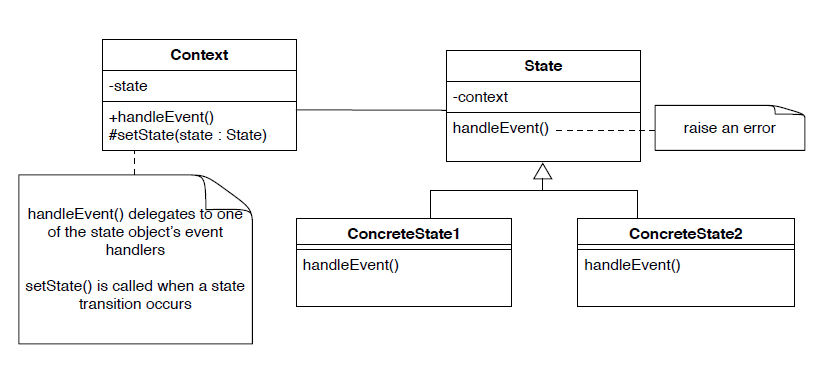 Context
-state
+handleEvent()
#setState(state : State)
State
-context
handleEvent()
raise an error
handleEvent() delegates to one
of the state object's event
handlers
setState() is called when a state
transition occurs
ConcreteState1
handleEvent()
ConcreteState2
handleEvent()